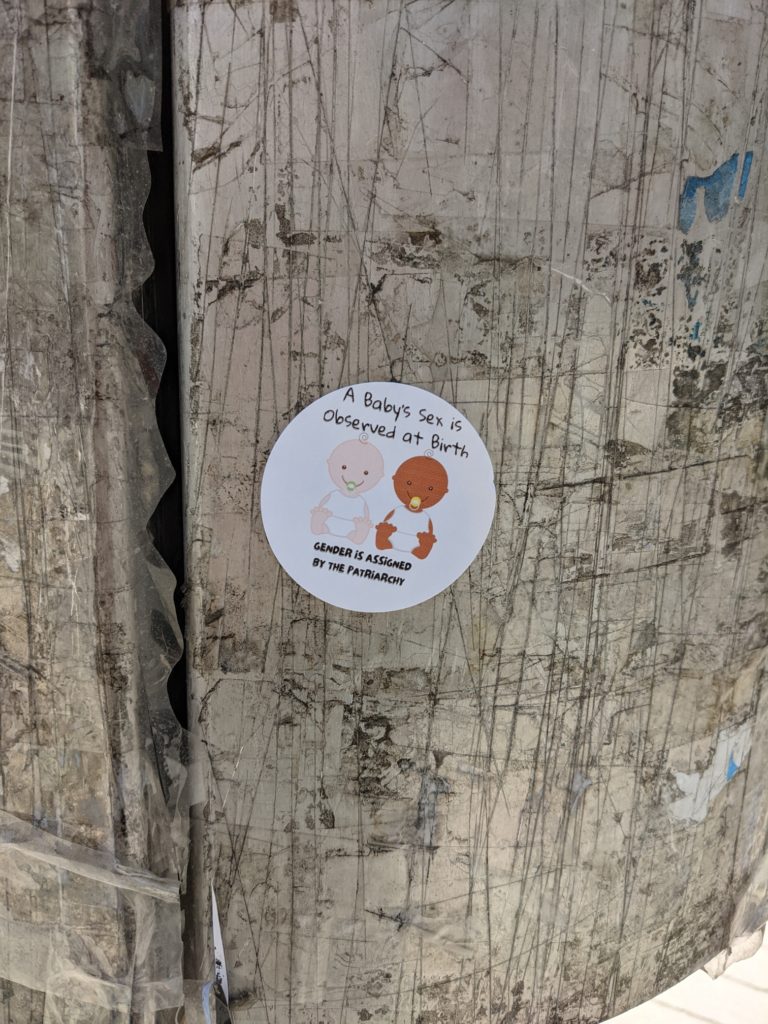 A Baby's Sex is
Observed at Birth
GENDER IS ASSIGNED
BY THE PATRIARCHY